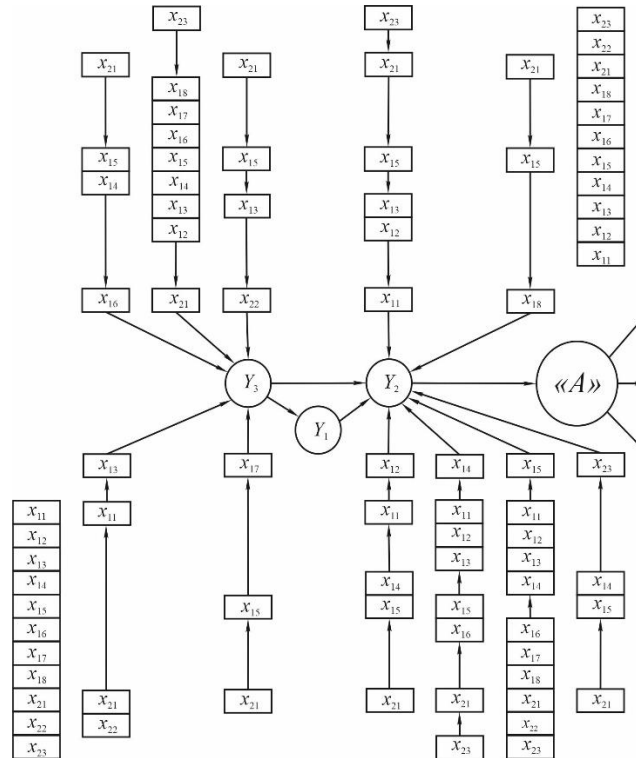 x23 x23 x23
x21 x21 x21 x21 x22
x18 x21
x17 x18
x16 x17
x15 x15 x15 x15 x15 x16
x14 x14 x15
x13 x13 x13 x14
x12 x12 x13
x12
x11
x16 x21 x22 x11 x18
Y3 Y2 «A»
Y1
x13 x17 x12 x14 x15 x23
x11 x11 x11 x11 x11
x12 x12 x12
x13 x13 x13
x14 x14 x14 x14
x15 x15 x15 x15 x15
x16 x16 x16
x17 x17
x18 x18
x21 x21 x21 x21 x21 x21 x21
x22 x22 x22
x23 x23 x23